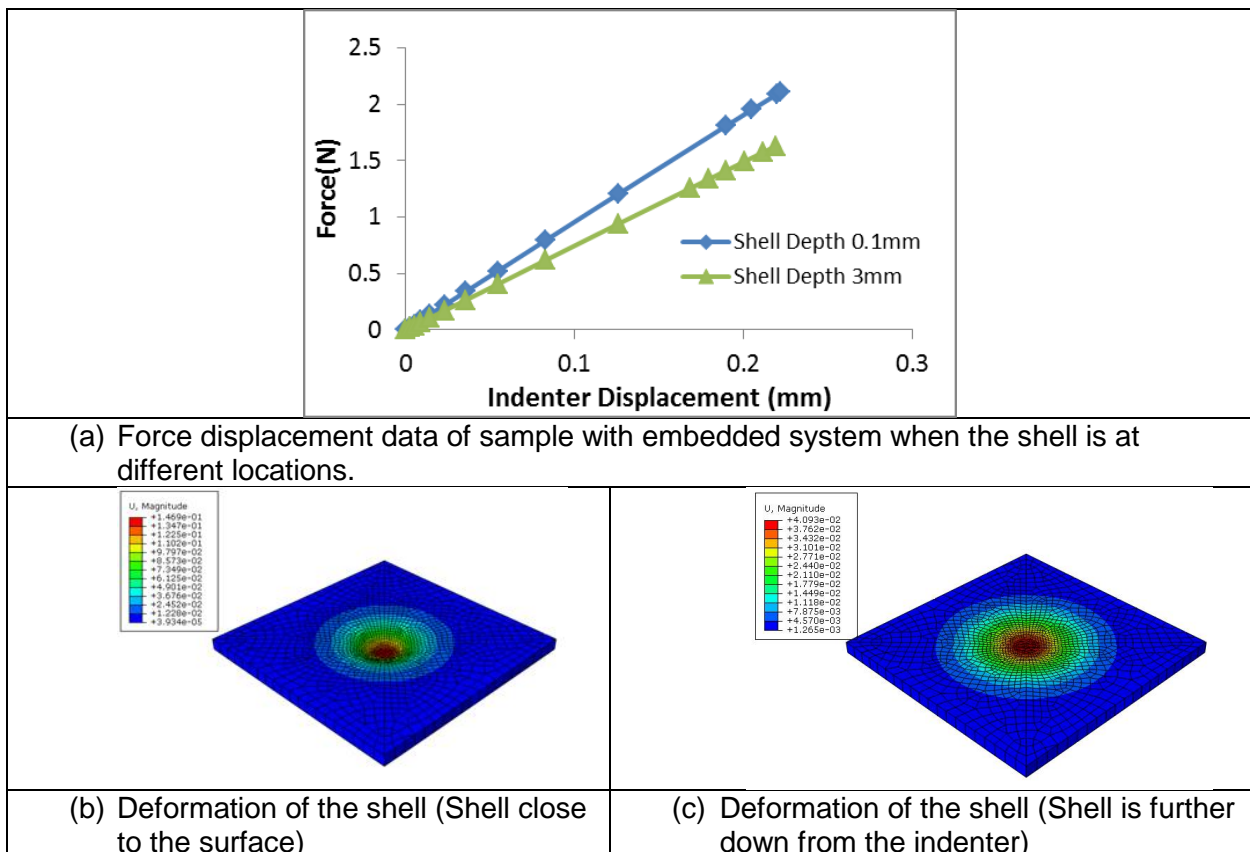 2.5
2
1.5
1
0.5
0
Force(N)
Shell Depth 0.1mm
Shell Depth 3mm
0 0.1 0.2 0.3
Indenter Displacement (mm)
(a) Force displacement data of sample with embedded system when the shell is at
different locations.
U, Magnitude
+1.469e-01
+1.347e-01
+1.225e-01
+1.102e-01
+9.797e-02
+8.573e-02
+7.349e-02
+6.125e-02
+4.901e-02
+3.676e-02
+2.452e-02
+1.228e-02
+3.934e-05
U, Magnitude
+4.093e-02
+3.762e-02
+3.432e-02
+3.101e-02
+2.771e-02
+2.440e-02
+2.110e-02
+1.779e-02
+1.449e-02
+1.118e-02
+7.875e-03
+4.570e-03
+1.265e-03
(b) Deformation of the shell (Shell close
to the surface)
(c) Deformation of the shell (Shell is further
down from the indenter)